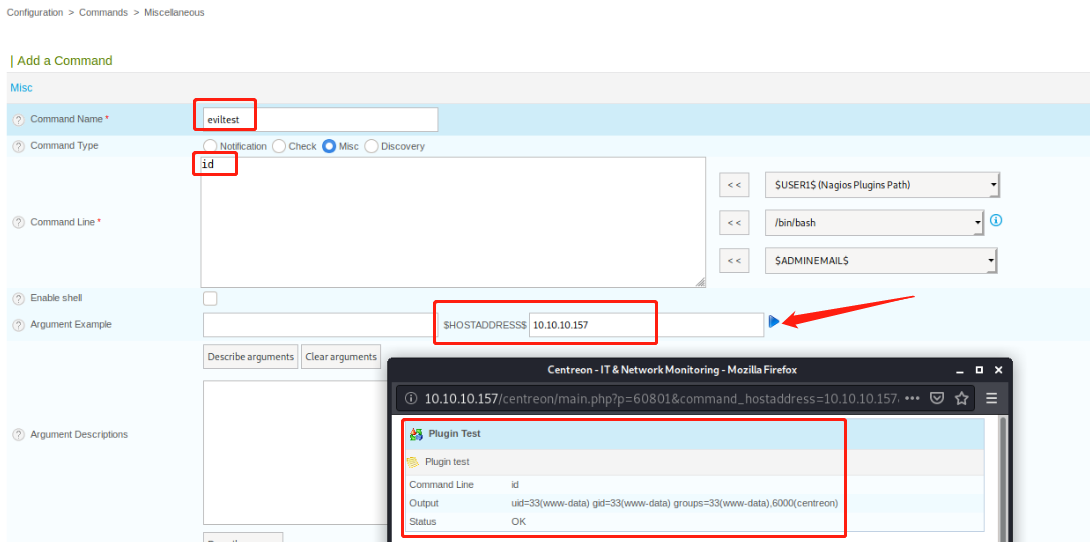 Configuration > Commands > Miscellaneous
| Add a Command
Misc
? Command Name * eviltest
? Command Type Notification Check Misc Discovery
id
<< $USER1$ (Nagios Plugins Path)
? Command Line * << /bin/bash i
<< $ADMINEMAIL$
? Enable shell
? Argument Example $HOSTADDRESS$ 10.10.10.157
Describe arguments Clear arguments
? Argument Descriptions
Centreon - IT & Network Monitoring - Mozilla Firefox
10.10.10.157/centreon/main.php?p=60801&command_hostaddress=10.10.10.157
Plugin Test
Plugin test
Command Line id
Output uid=33(www-data) gid=33(www-data) groups=33(www-data),6000(centreon)
Status OK